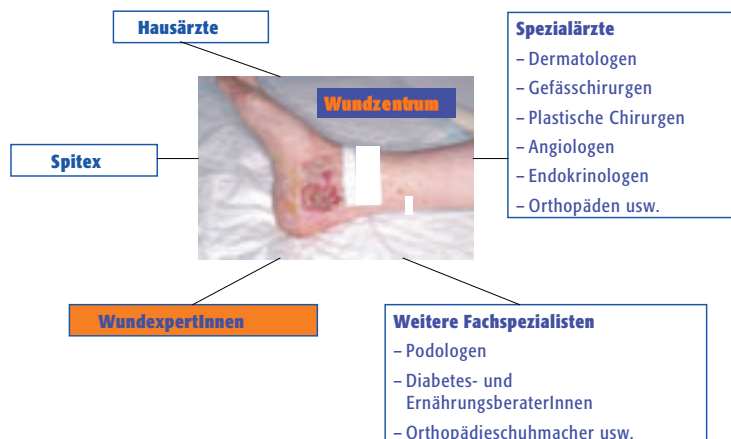 Hausärzte
Spezialärzte
– Dermatologen
– Gefässchirurgen
– Plastische Chirurgen
– Angiologen
– Endokrinologen
– Orthopäden usw.
Wundzentrum
Spitex
WundexpertInnen
Weitere Fachspezialisten
– Podologen
– Diabetes- und
ErnährungsberaterInnen
– Orthopädieschuhmacher usw.